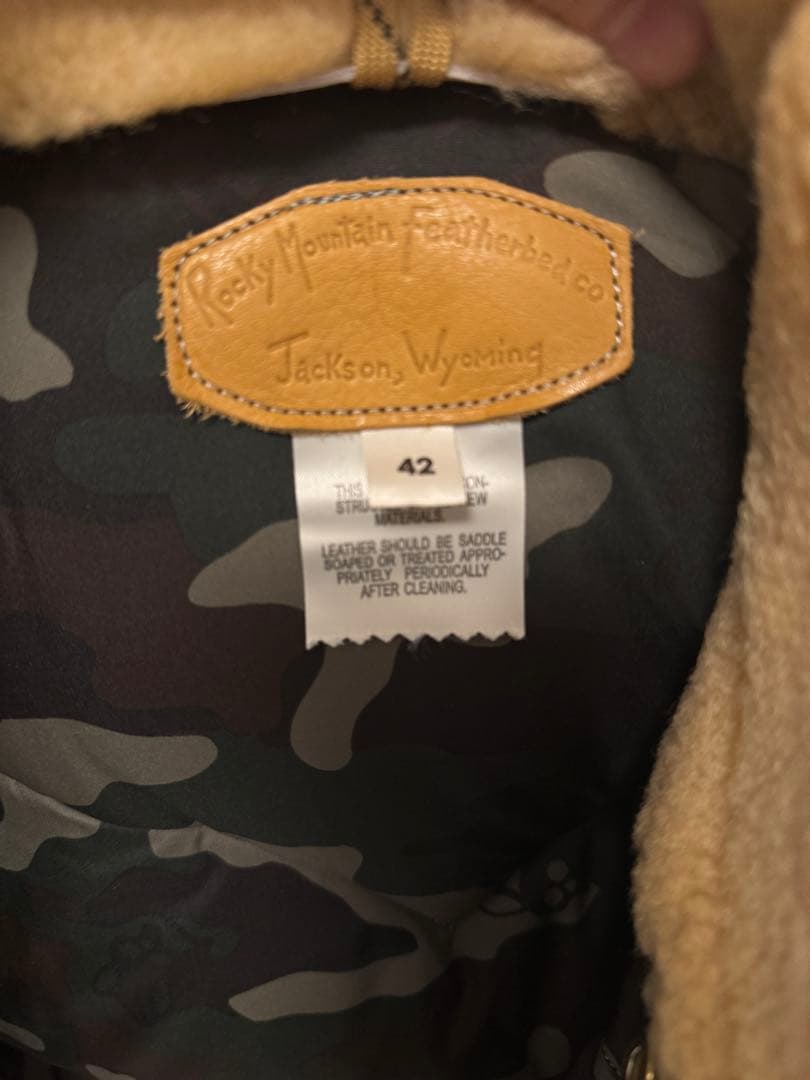 Rocky Mountain Featherbed co
Jackson, Wyoming
42
THIS
MATERIALS.
LEATHER SHOULD BE SADDLE
SOAPED OR TREATED APPRO-
PRIATELY PERIODICALLY
AFTER CLEANING.